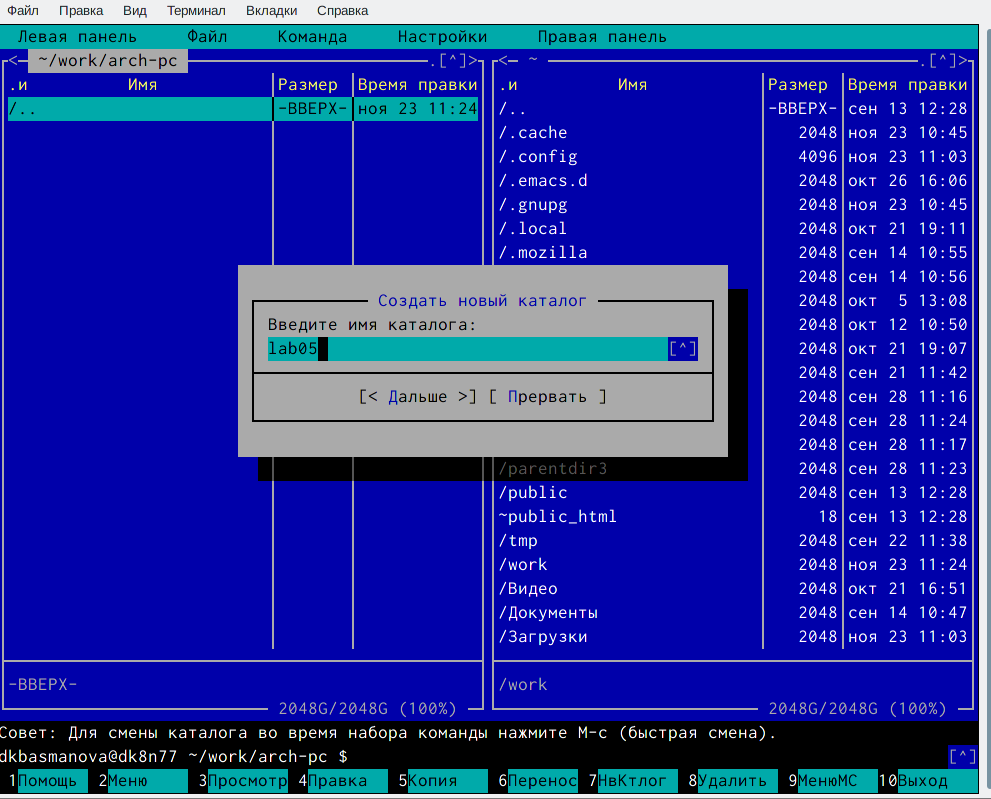 Файл Правка Вид Терминал Вкладки Справка
Левая панель Файл Команда Настройки Правая панель
<─ ~/work/arch-pc .[^]> <─ ~ .[^]>
.и Имя Размер Время правки .и Имя Размер Время правки
/.. -ВВЕРХ- ноя 23 11:24 /.. -ВВЕРХ- сен 13 12:28
/.cache 2048 ноя 23 10:45
/.config 4096 ноя 23 11:03
/.emacs.d 2048 окт 26 16:06
/.gnupg 2048 ноя 23 10:45
/.local 2048 окт 21 19:11
/.mozilla 2048 сен 14 10:55
2048 сен 14 10:56
Создать новый каталог 2048 окт 5 13:08
Введите имя каталога: 2048 окт 12 10:50
lab05 [^] 2048 окт 21 19:07
2048 сен 21 11:42
[< Дальше >] [ Прервать ] 2048 сен 28 11:16
2048 сен 28 11:24
2048 сен 28 11:17
/parentdir3 2048 сен 28 11:23
/public 2048 сен 13 12:28
~public_html 18 сен 13 12:28
/tmp 2048 сен 22 11:38
/work 2048 ноя 23 11:24
/Видео 2048 окт 21 16:51
/Документы 2048 сен 14 10:47
/Загрузки 2048 ноя 23 11:03
-ВВЕРХ- /work
2048G/2048G (100%) 2048G/2048G (100%)
Совет: Для смены каталога во время набора команды нажмите M-c (быстрая смена).
dkbasmanova@dk8n77 ~/work/arch-pc $ [^]
1Помощь 2Меню 3Просмотр 4Правка 5Копия 6Перенос 7НвКтлог 8Удалить 9МенюМС 10Выход